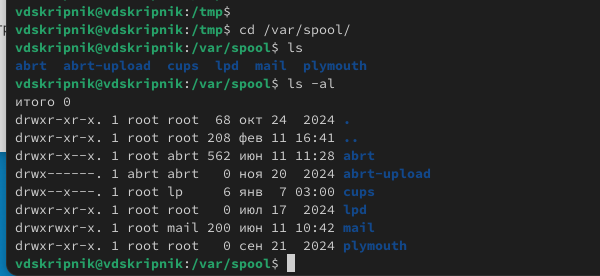 vdskripnik@vdskripnik:/tmp$
vdskripnik@vdskripnik:/tmp$ cd /var/spool/
vdskripnik@vdskripnik:/var/spool$ ls
abrt  abrt-upload  cups  lpd  mail  plymouth
vdskripnik@vdskripnik:/var/spool$ ls -al
итого 0
drwxr-xr-x. 1 root root  68 окт 24  2024 .
drwxr-xr-x. 1 root root 208 фев 11 16:41 ..
drwxr-x--x. 1 root abrt 562 июн 11 11:28 abrt
drwx------. 1 abrt abrt   0 ноя 20  2024 abrt-upload
drwx--x---. 1 root lp     6 янв  7 03:00 cups
drwxr-xr-x. 1 root root   0 июл 17  2024 lpd
drwxrwxr-x. 1 root mail 200 июн 11 10:42 mail
drwxr-xr-x. 1 root root   0 сен 21  2024 plymouth
vdskripnik@vdskripnik:/var/spool$